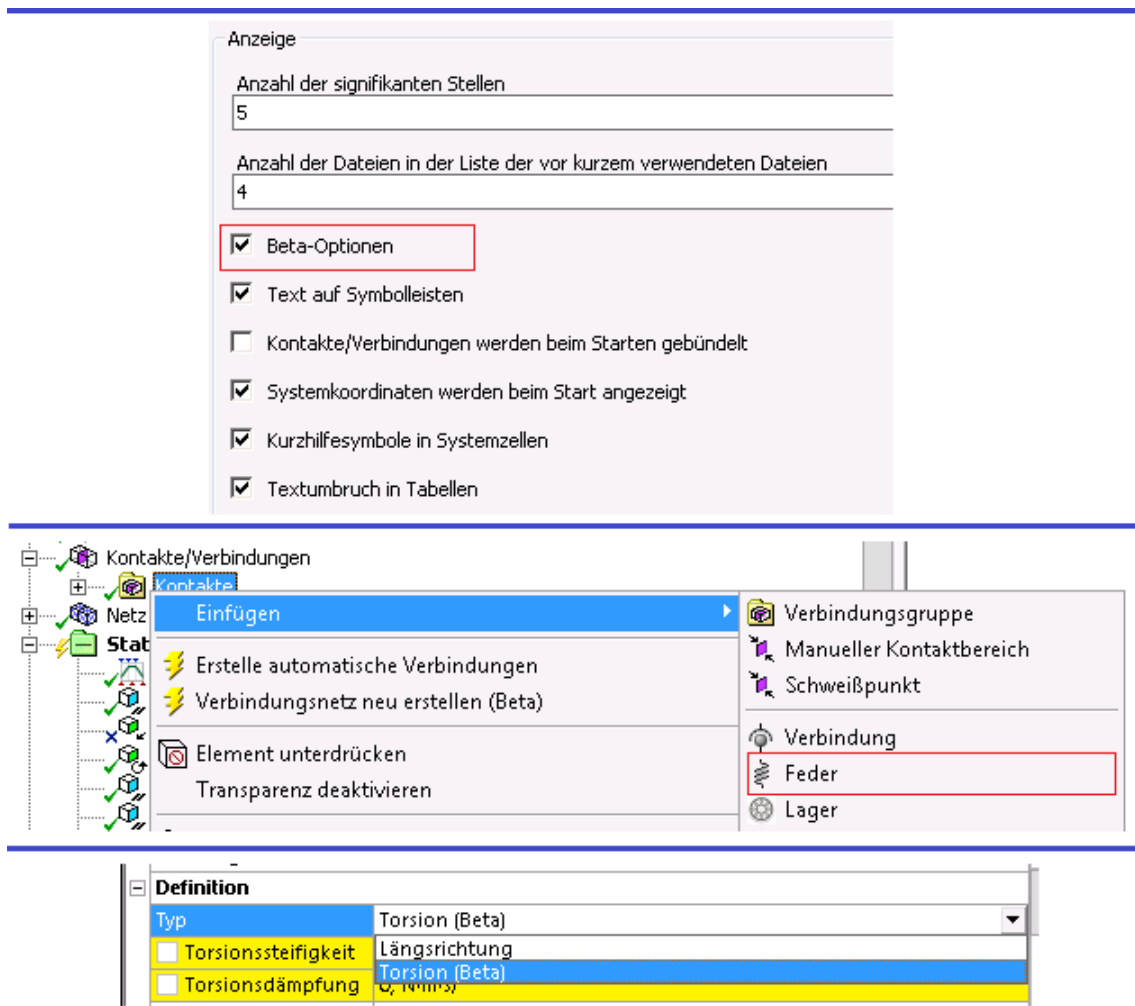 Anzeige
Anzahl der signifikanten Stellen
5
Anzahl der Dateien in der Liste der vor kurzem verwendeten Dateien
4
Beta-Optionen
Text auf Symbolleisten
Kontakte/Verbindungen werden beim Starten gebündelt
Systemkoordinaten werden beim Start angezeigt
Kurzhilfesymbole in Systemzellen
Textumbruch in Tabellen
Kontakte/Verbindungen
Kontakte
Netz
Stat
Einfügen
Erstelle automatische Verbindungen
Verbindungsnetz neu erstellen (Beta)
Element unterdrücken
Transparenz deaktivieren
Verbindungsgruppe
Manueller Kontaktbereich
Schweißpunkt
Verbindung
Feder
Lager
Definition
Typ Torsion (Beta)
Torsionssteifigkeit Längsrichtung
Torsion (Beta)
Torsionsdämpfung